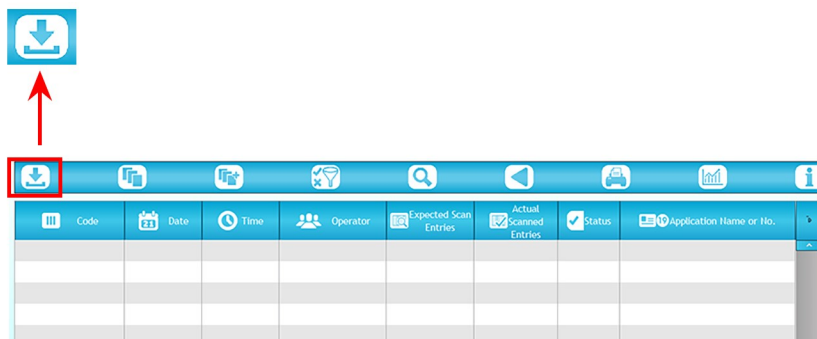 Code
Date
Time
Operator
Expected Scan
Entries
Actual
Scanned
Entries
Status
Application Name or No.